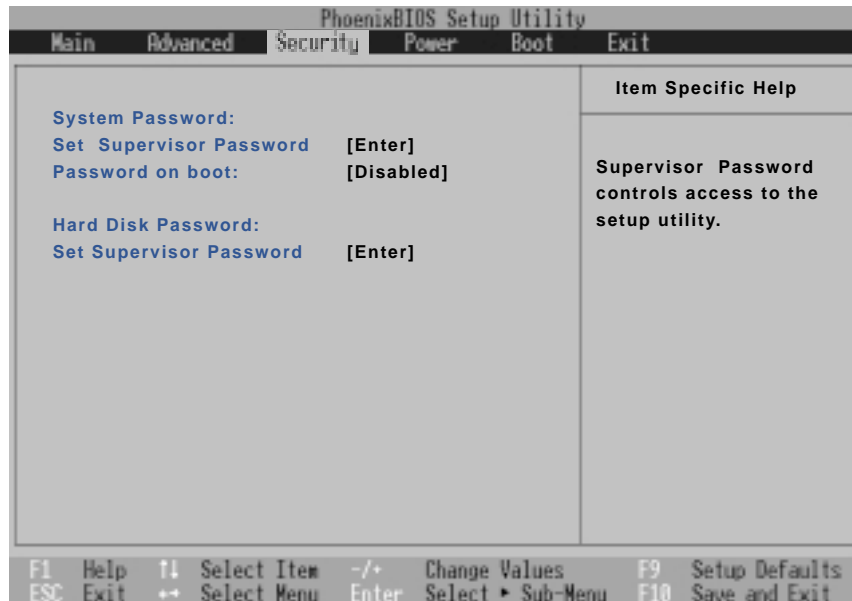 PhoenixBIOS Setup Utility
Main Advanced Security Power Boot Exit
Item Specific Help
System Password:
Set Supervisor Password [Enter]
Password on boot: [Disabled]
Hard Disk Password:
Set Supervisor Password [Enter]
Supervisor Password
controls access to the
setup utility.
F1 Help ↑↓ Select Item -/+ Change Values F9 Setup Defaults
ESC Exit ←→ Select Menu Enter Select ► Sub-Menu F10 Save and Exit